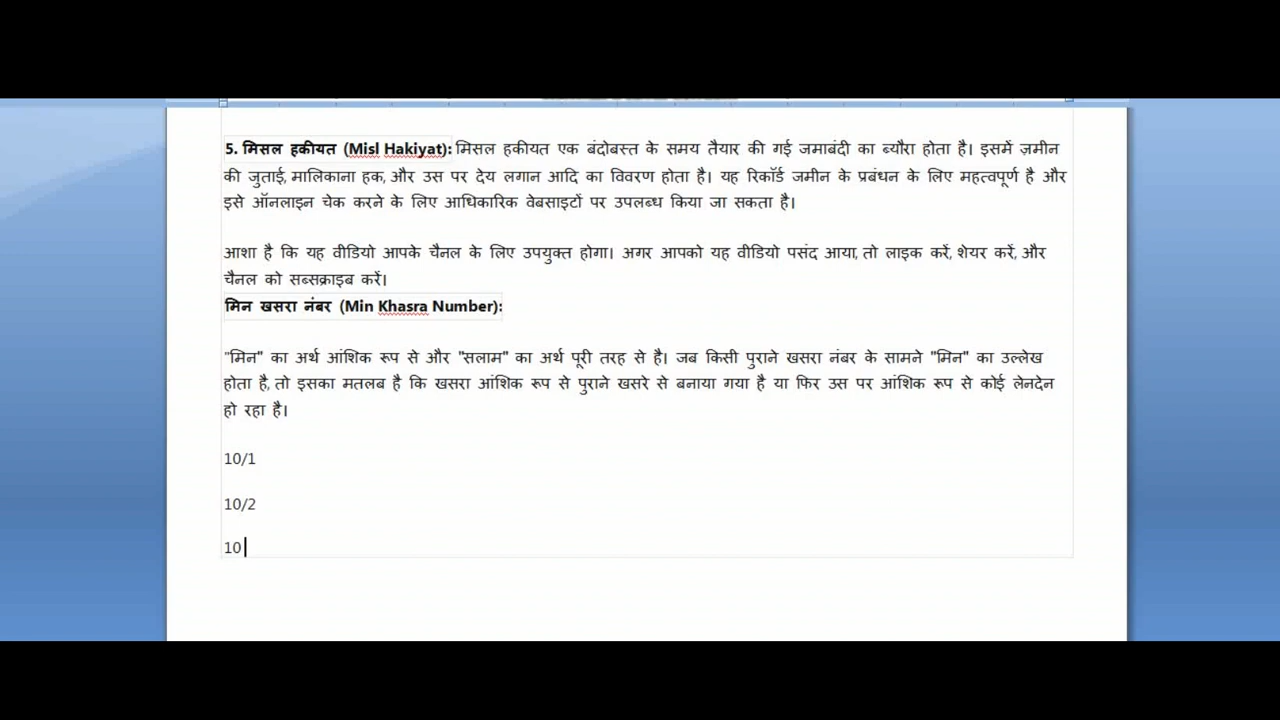 5. मिसल हकीयत (Misl Hakiyat): मिसल हकीयत एक बंदोबस्त के समय तैयार की गई जमाबंदी का ब्यौरा होता है। इसमें ज़मीन
की जुताई, मालिकाना हक, और उस पर देय लगान आदि का विवरण होता है। यह रिकॉर्ड जमीन के प्रबंधन के लिए महत्वपूर्ण है और
इसे ऑनलाइन चेक करने के लिए आधिकारिक वेबसाइटों पर उपलब्ध किया जा सकता है।
आशा है कि यह वीडियो आपके चैनल के लिए उपयुक्त होगा। अगर आपको यह वीडियो पसंद आया, तो लाइक करें, शेयर करें, और
चैनल को सब्सक्राइब करें।
मिन खसरा नंबर (Min Khasra Number):
"मिन" का अर्थ आंशिक रूप से और "सलाम" का अर्थ पूरी तरह से है। जब किसी पुराने खसरा नंबर के सामने "मिन" का उल्लेख
होता है, तो इसका मतलब है कि खसरा आंशिक रूप से पुराने खसरे से बनाया गया है या फिर उस पर आंशिक रूप से कोई लेनदेन
हो रहा है।
10/1
10/2
10